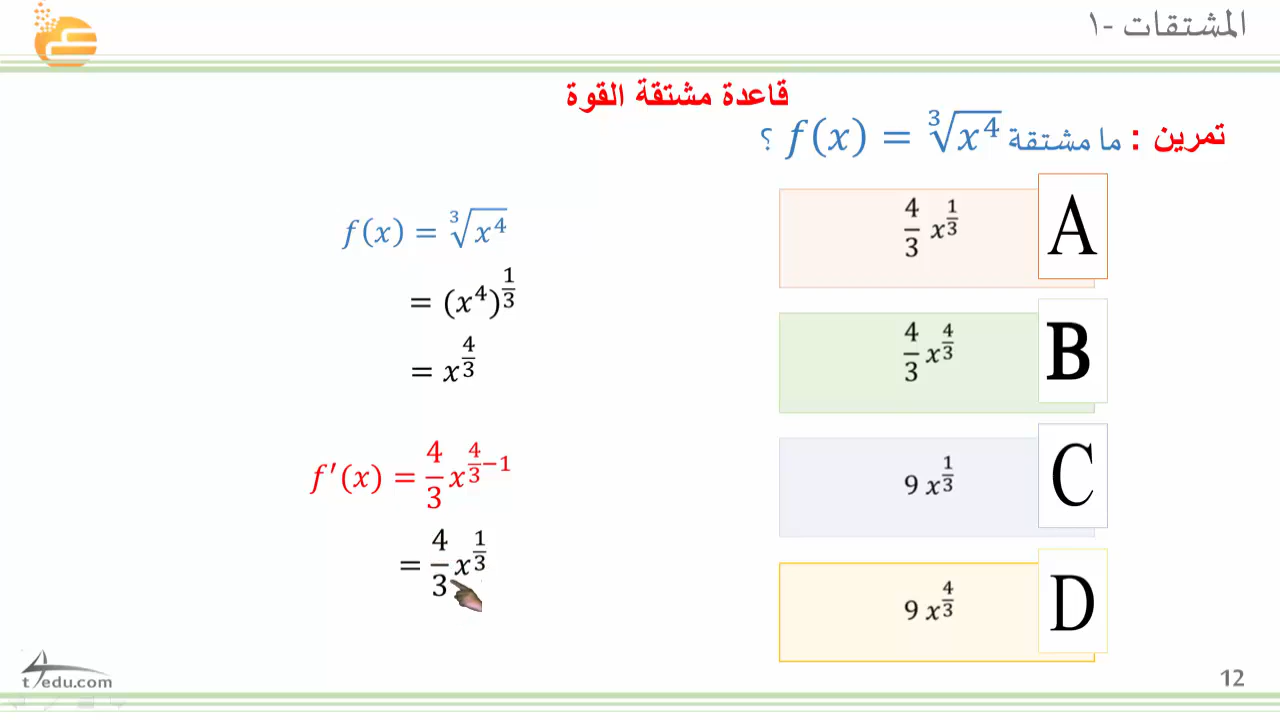 المشتقات -١
قاعدة مشتقة القوة
تمرين : ما مشتقة f(x) = ∛(x⁴) ؟
A 4/3 x^(1/3)
B 4/3 x^(4/3)
C 9 x^(1/3)
D 9 x^(4/3)
f(x) = ∛(x⁴)
= (x⁴)^(1/3)
= x^(4/3)
f′(x) = 4/3 x^(4/3−1)
= 4/3 x^(1/3)
t4edu.com
12